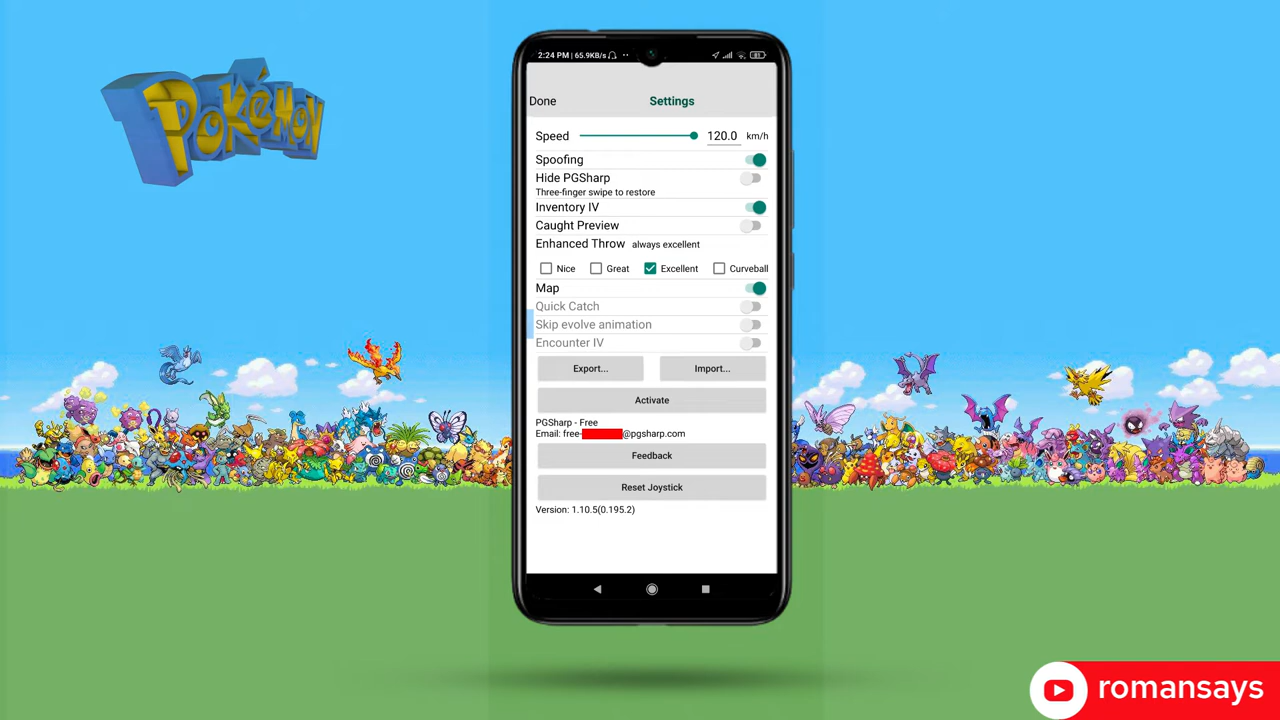 POKéMON
2:24 PM | 65.9KB/s
Done
Settings
Speed
120.0 km/h
Spoofing
Hide PGSharp
Three-finger swipe to restore
Inventory IV
Caught Preview
Enhanced Throw always excellent
Nice Great Excellent Curveball
Map
Quick Catch
Skip evolve animation
Encounter IV
Export... Import...
Activate
PGSharp - Free
Email: free- @pgsharp.com
Feedback
Reset Joystick
Version: 1.10.5(0.195.2)
romansays